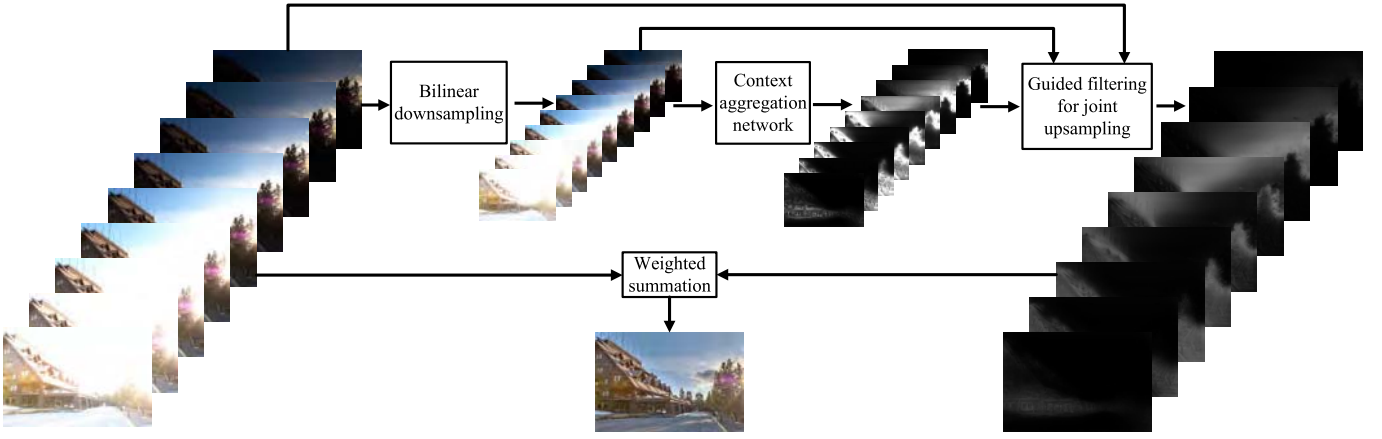 Bilinear
downsampling
Context
aggregation
network
Guided filtering
for joint
upsampling
Weighted
summation